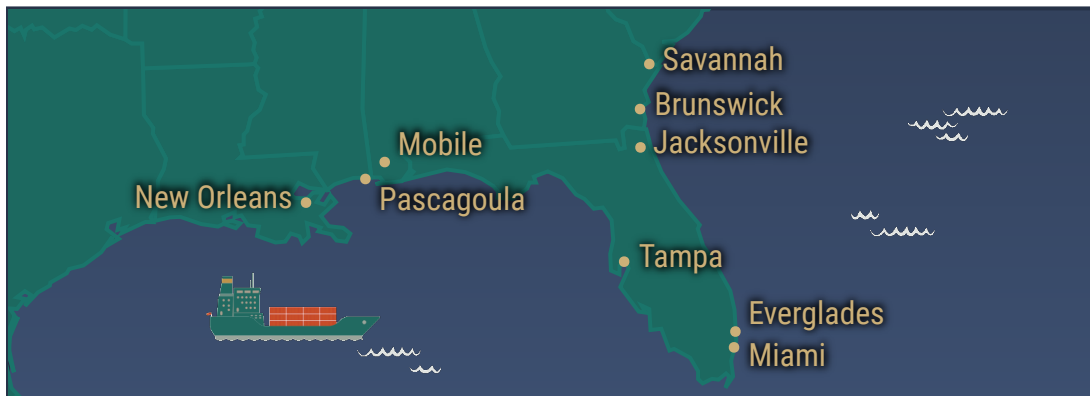 Savannah
Brunswick
Jacksonville
Mobile
Pascagoula
New Orleans
Tampa
Everglades
Miami